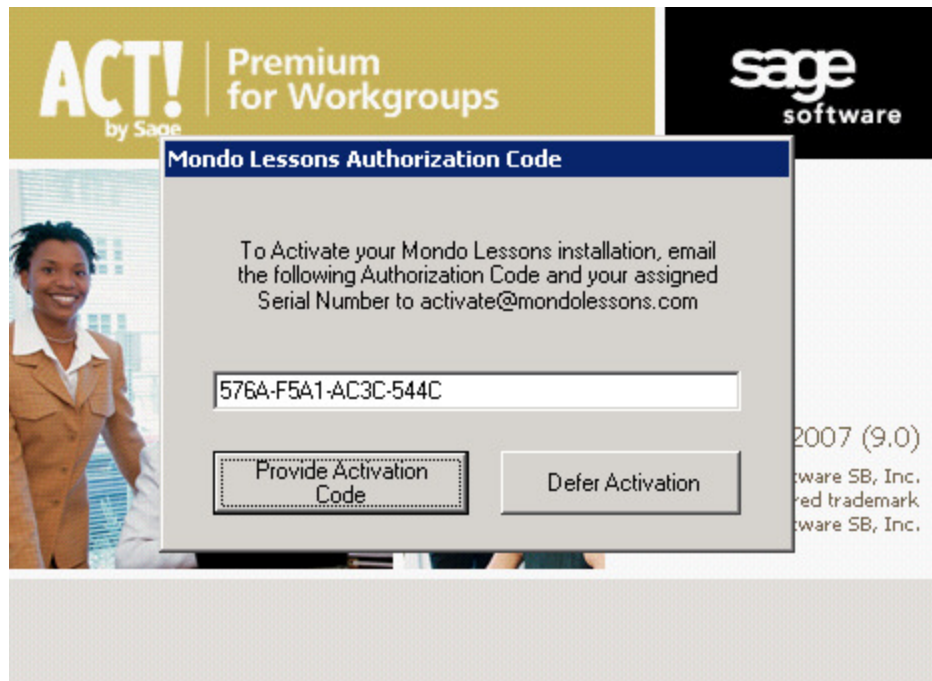 ACT!
by Sage
Premium
for Workgroups
sage
software
Mondo Lessons Authorization Code
To Activate your Mondo Lessons installation, email
the following Authorization Code and your assigned
Serial Number to activate@mondolessons.com
576A-F5A1-AC3C-544C
Provide Activation
Code
Defer Activation
2007 (9.0)
tware SB, Inc.
red trademark
tware SB, Inc.